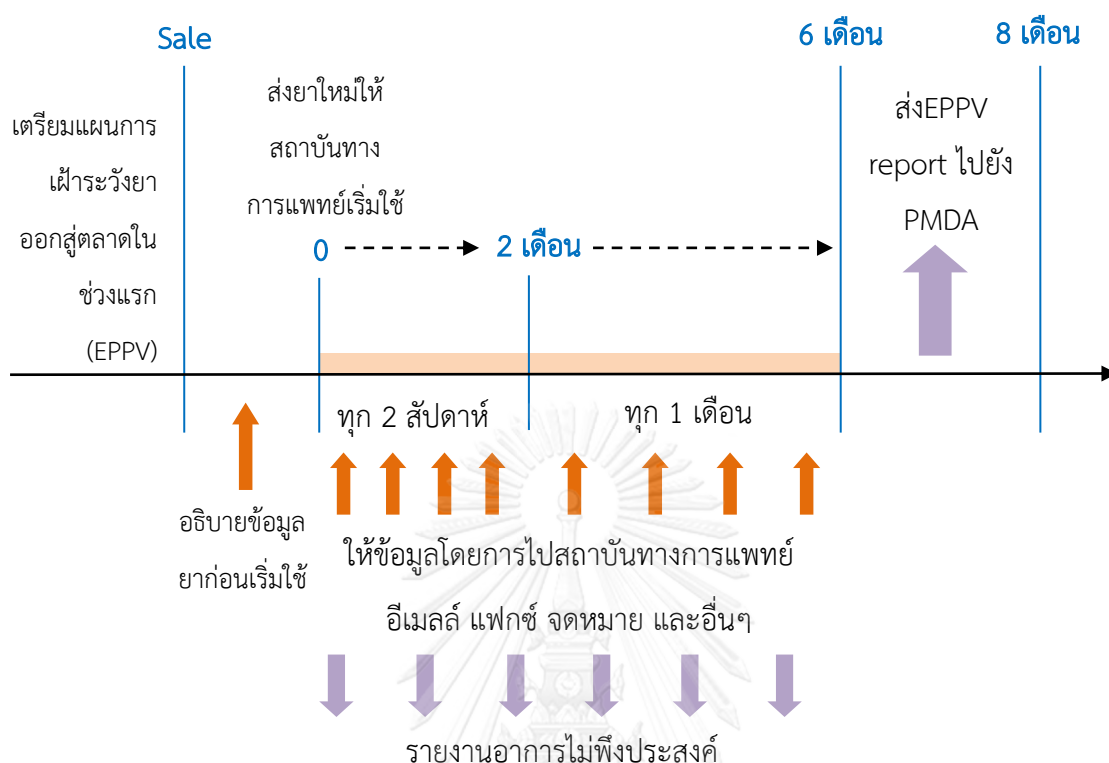 Sale
6 เดือน
8 เดือน
เตรียมแผนการ
เฝ้าระวังยา
ออกสู่ตลาดใน
ช่วงแรก
(EPPV)
ส่งยาใหม่ให้
สถาบันทาง
การแพทย์เริ่มใช้
0
2 เดือน
ส่งEPPV
report ไปยัง
PMDA
ทุก 2 สัปดาห์
ทุก 1 เดือน
อธิบายข้อมูล
ยาก่อนเริ่มใช้
ให้ข้อมูลโดยการไปสถาบันทางการแพทย์
อีเมลล์ แฟกซ์ จดหมาย และอื่นๆ
รายงานอาการไม่พึงประสงค์